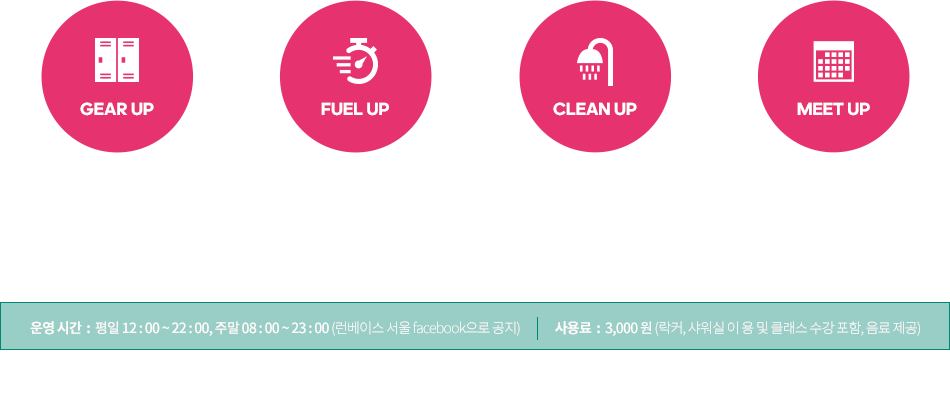 GEAR UP
FUEL UP
CLEAN UP
MEET UP
운영 시간 : 평일 12 : 00 ~ 22 : 00, 주말 08 : 00 ~ 23 : 00 (런베이스 서울 facebook으로 공지)
사용료 : 3,000 원 (락커, 샤워실 이 용 및 클래스 수강 포함, 음료 제공)